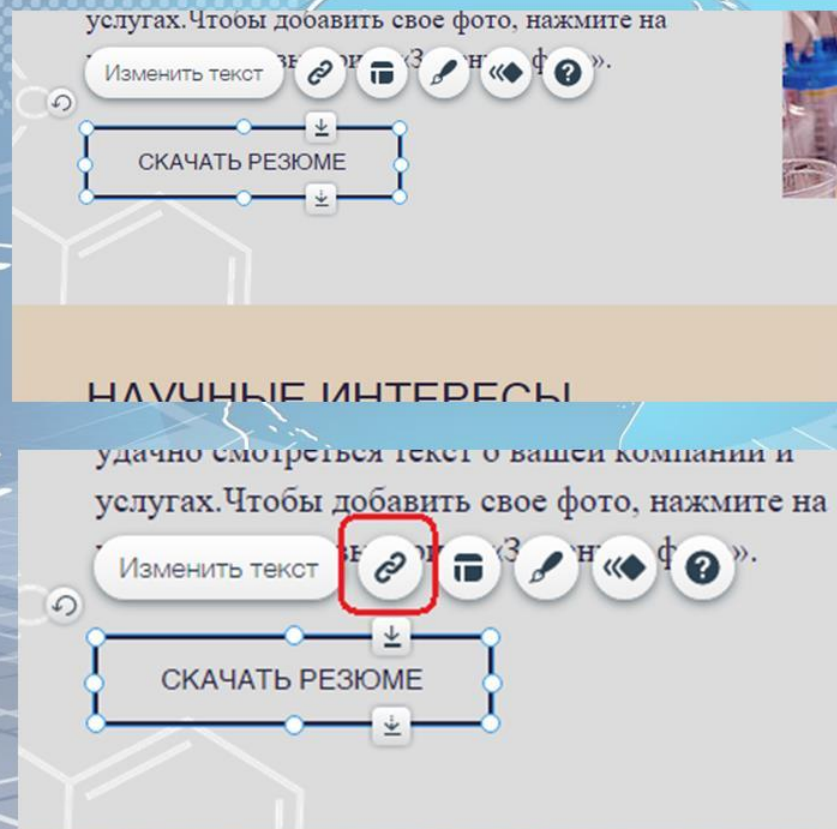 услугах.Чтобы добавить свое фото, нажмите на
Изменить текст
».
СКАЧАТЬ РЕЗЮМЕ
НАУЧНЫЕ ИНТЕРЕСЫ
удачно смотреться текст о вашей компании и
услугах.Чтобы добавить свое фото, нажмите на
Изменить текст
».
СКАЧАТЬ РЕЗЮМЕ